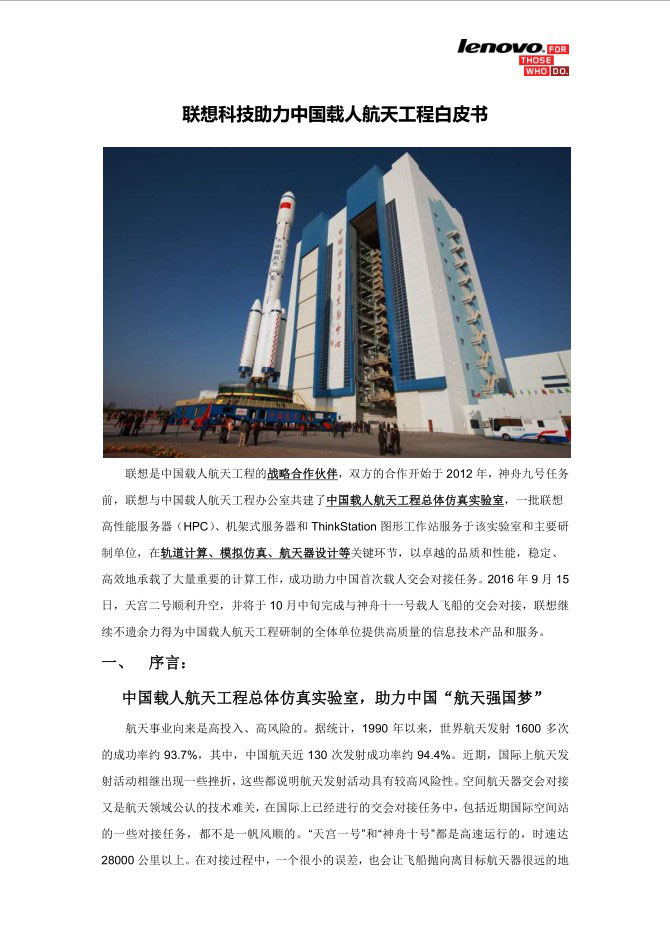 lenovo FOR
THOSE
WHO DO.
联想科技助力中国载人航天工程白皮书
中国航天
联想是中国载人航天工程的战略合作伙伴，双方的合作开始于 2012 年，神舟九号任务
前，联想与中国载人航天工程办公室共建了中国载人航天工程总体仿真实验室，一批联想
高性能服务器（HPC）、机架式服务器和 ThinkStation 图形工作站服务于该实验室和主要研
制单位，在轨道计算、模拟仿真、航天器设计等关键环节，以卓越的品质和性能，稳定、
高效地承载了大量重要的计算工作，成功助力中国首次载人交会对接任务。2016 年 9 月 15
日，天宫二号顺利升空，并将于 10 月中旬完成与神舟十一号载人飞船的交会对接，联想继
续不遗余力得为中国载人航天工程研制的全体单位提供高质量的信息技术产品和服务。
一、 序言：
中国载人航天工程总体仿真实验室，助力中国“航天强国梦”
航天事业向来是高投入、高风险的。据统计，1990 年以来，世界航天发射 1600 多次
的成功率约 93.7%，其中，中国航天近 130 次发射成功率约 94.4%。近期，国际上航天发
射活动相继出现一些挫折，这些都说明航天发射活动具有较高风险性。空间航天器交会对接
又是航天领域公认的技术难关，在国际上已经进行的交会对接任务中，包括近期国际空间站
的一些对接任务，都不是一帆风顺的。“天宫一号”和“神舟十号”都是高速运行的，时速达
28000 公里以上。在对接过程中，一个很小的误差，也会让飞船抛向离目标航天器很远的地